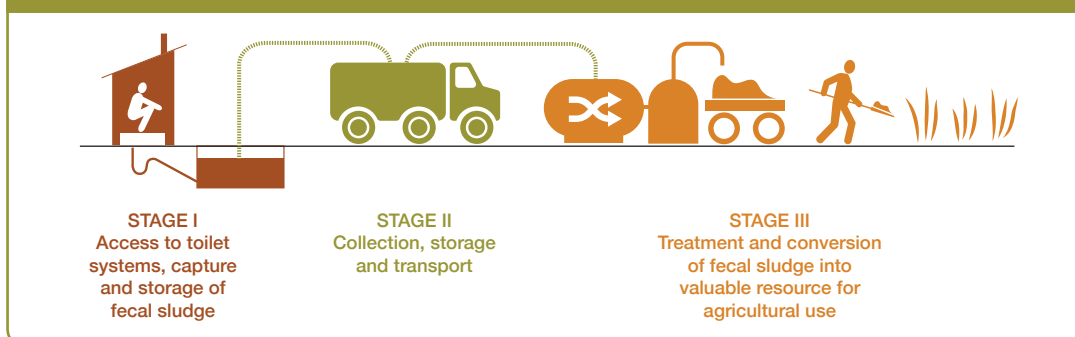 STAGE I
Access to toilet
systems, capture
and storage of
fecal sludge
STAGE II
Collection, storage
and transport
STAGE III
Treatment and conversion
of fecal sludge into
valuable resource for
agricultural use